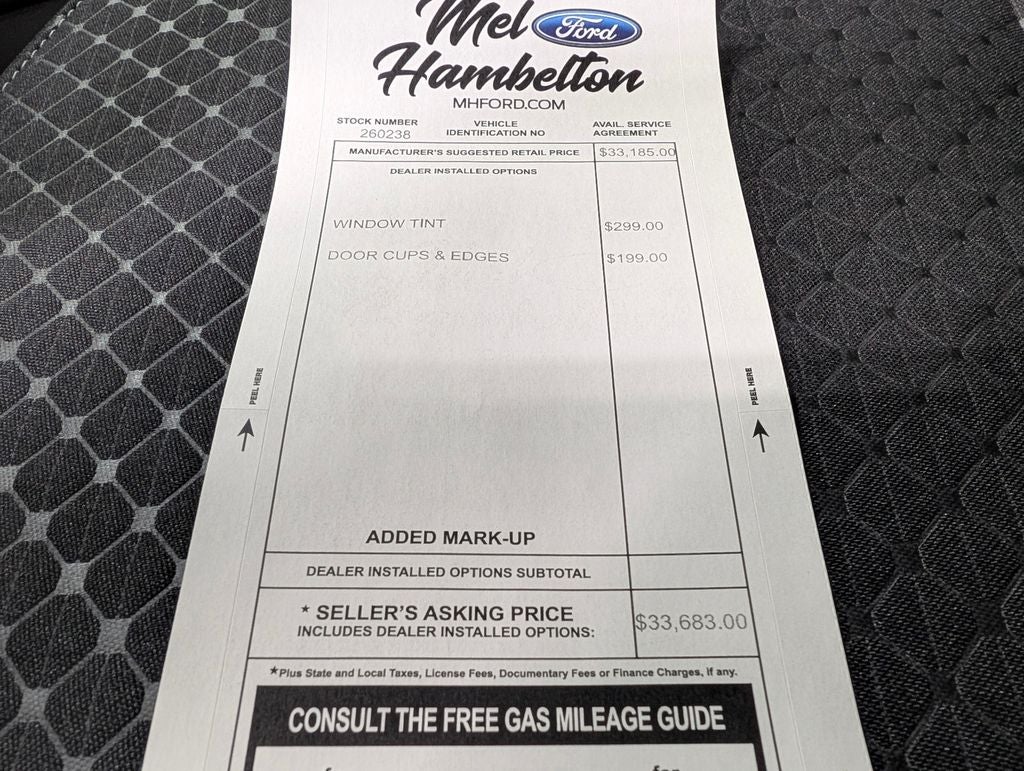 Mel Ford
Hambelton
MHFORD.COM
STOCK NUMBER
260238
VEHICLE
IDENTIFICATION NO
AVAIL. SERVICE
AGREEMENT
MANUFACTURER'S SUGGESTED RETAIL PRICE $33,185.00
DEALER INSTALLED OPTIONS
WINDOW TINT $299.00
DOOR CUPS & EDGES $199.00
PEEL HERE
PEEL HERE
ADDED MARK-UP
DEALER INSTALLED OPTIONS SUBTOTAL
* SELLER'S ASKING PRICE
INCLUDES DEALER INSTALLED OPTIONS:
$33,683.00
*Plus State and Local Taxes, License Fees, Documentary Fees or Finance Charges, if any.
CONSULT THE FREE GAS MILEAGE GUIDE